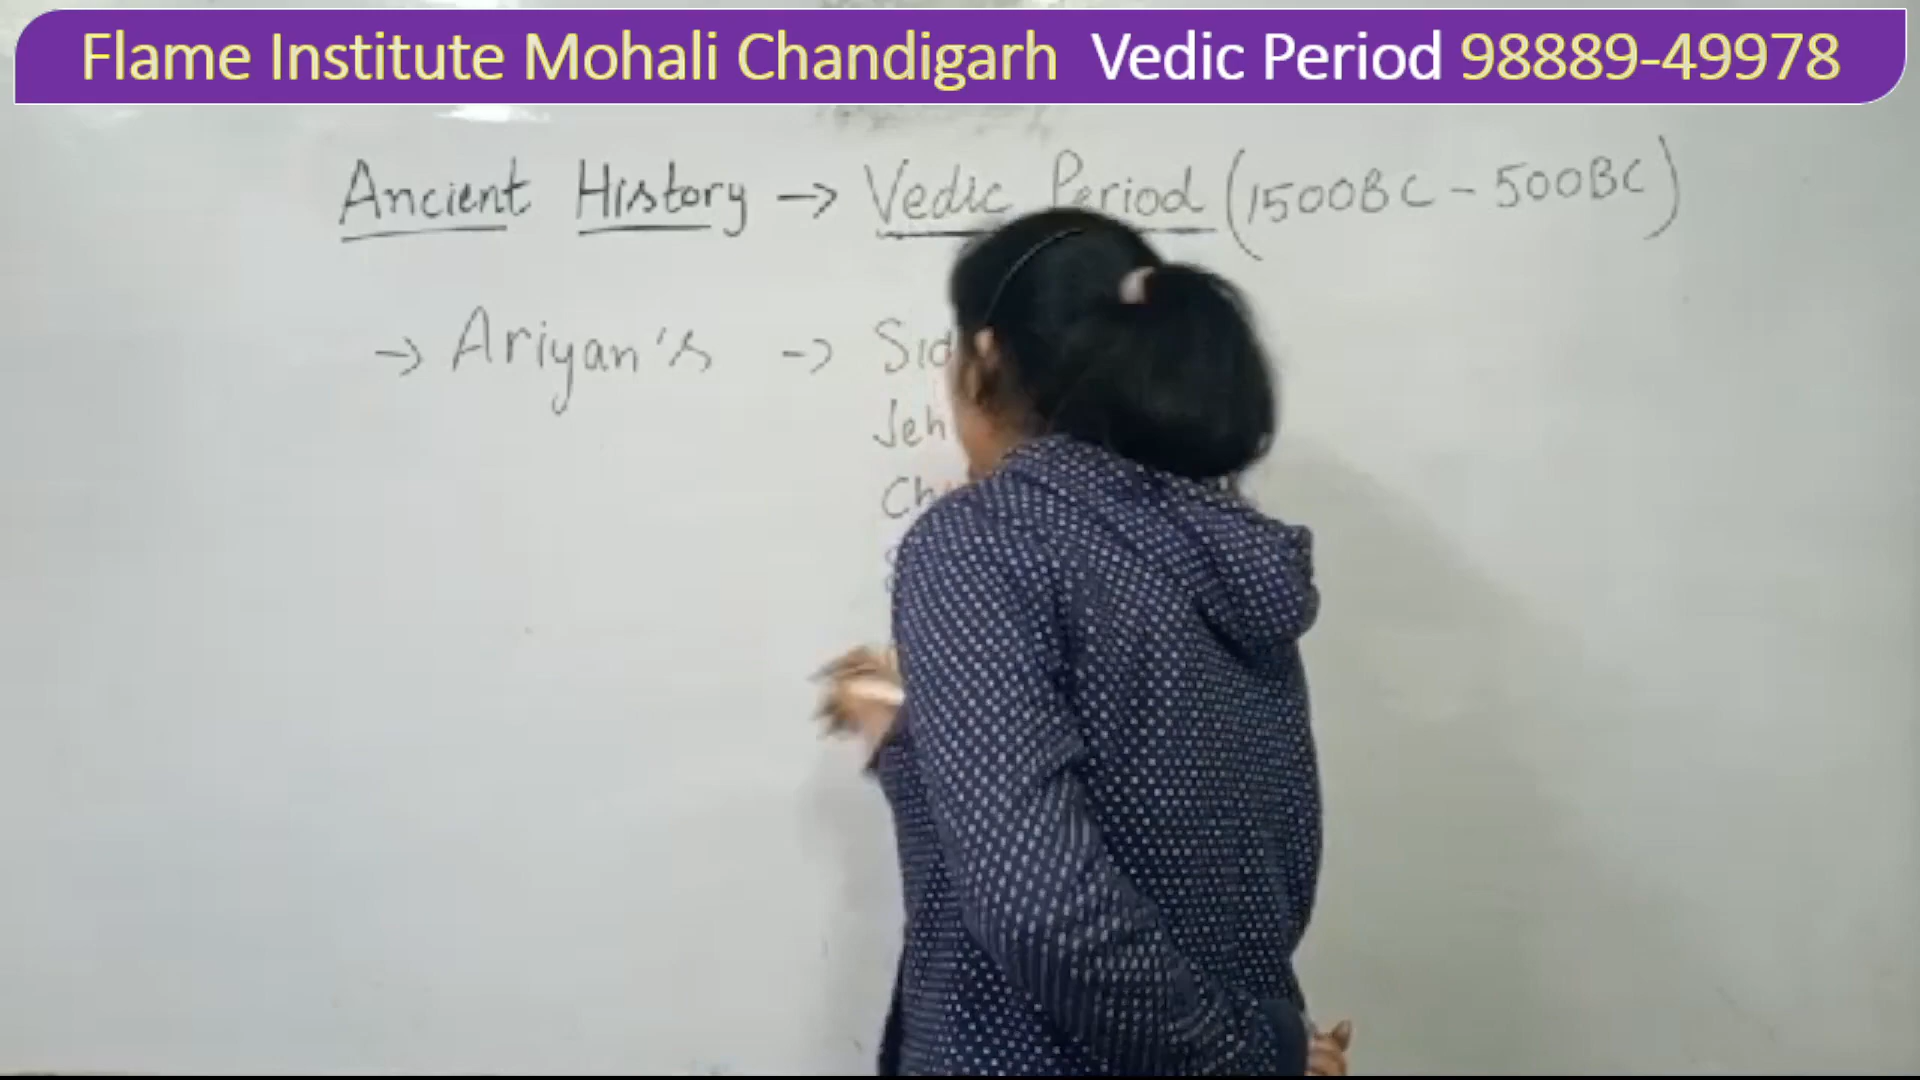 Flame Institute Mohali Chandigarh Vedic Period 98889-49978
Ancient History → Vedic Period (1500BC - 500BC)
→ Ariyan's →